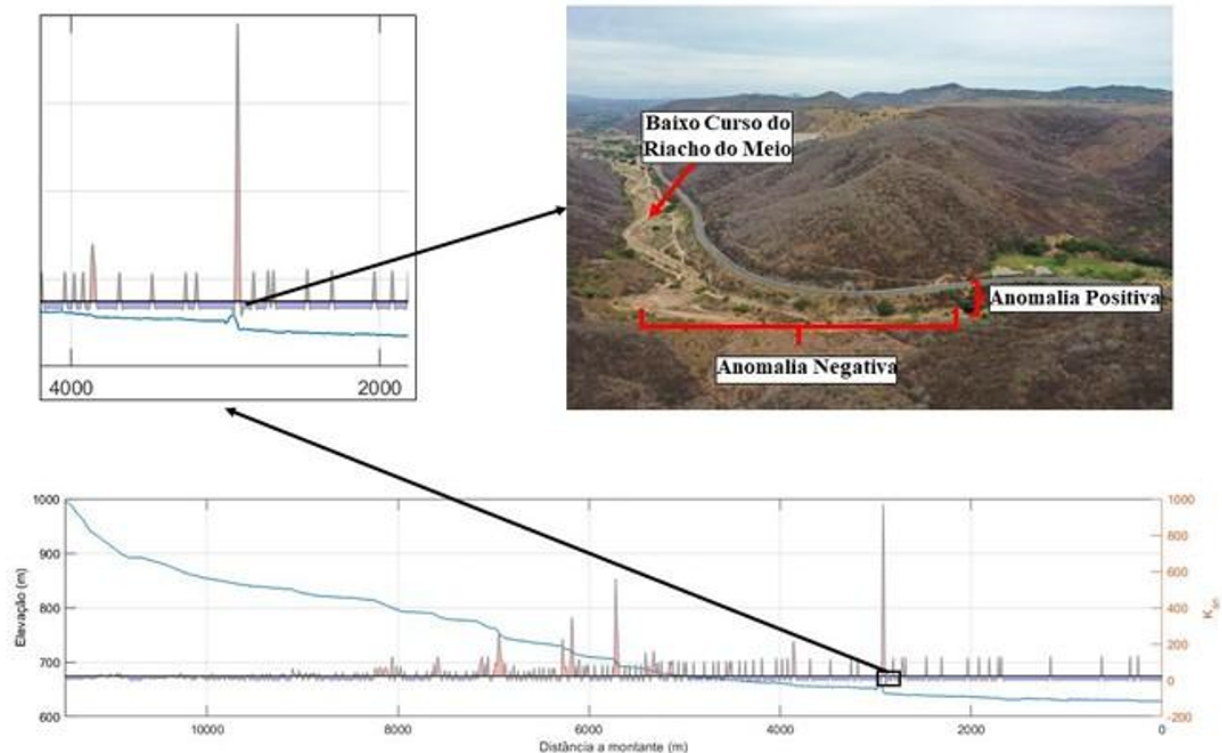 4000
2000
Baixo Curso do
Riacho do Meio
Anomalia Positiva
Anomalia Negativa
1000
900
800
700
600
Elevação (m)
1000
800
600
400
200
0
-200
Ksn
10000
8000
6000
4000
2000
0
Distância a montante (m)